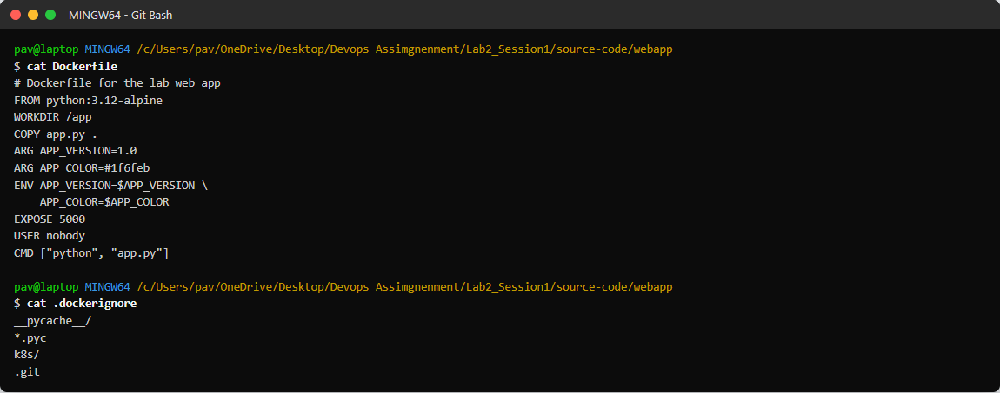 MINGW64 - Git Bash
pav@laptop MINGW64 /c/Users/pav/OneDrive/Desktop/Devops Assimgnenment/Lab2_Session1/source-code/webapp
$ cat Dockerfile
# Dockerfile for the lab web app
FROM python:3.12-alpine
WORKDIR /app
COPY app.py .
ARG APP_VERSION=1.0
ARG APP_COLOR=#1f6feb
ENV APP_VERSION=$APP_VERSION \
    APP_COLOR=$APP_COLOR
EXPOSE 5000
USER nobody
CMD ["python", "app.py"]
pav@laptop MINGW64 /c/Users/pav/OneDrive/Desktop/Devops Assimgnenment/Lab2_Session1/source-code/webapp
$ cat .dockerignore
__pycache__/
*.pyc
k8s/
.git